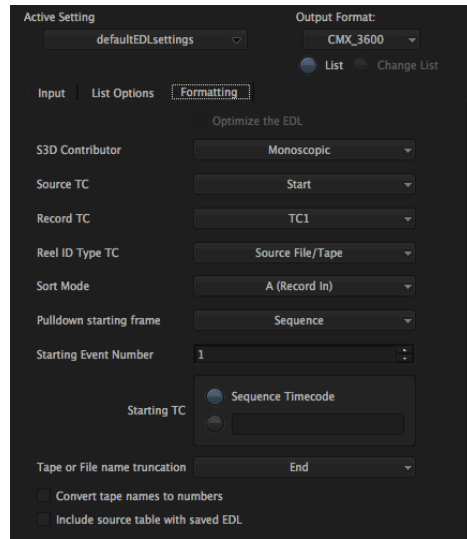 Active Setting
Output Format:
defaultEDLsettings
CMX_3600
List
Change List
Input
List Options
Formatting
Optimize the EDL
S3D Contributor
Monoscopic
Source TC
Start
Record TC
TC1
Reel ID Type TC
Source File/Tape
Sort Mode
A (Record In)
Pulldown starting frame
Sequence
Starting Event Number
1
Sequence Timecode
Starting TC
Tape or File name truncation
End
Convert tape names to numbers
Include source table with saved EDL